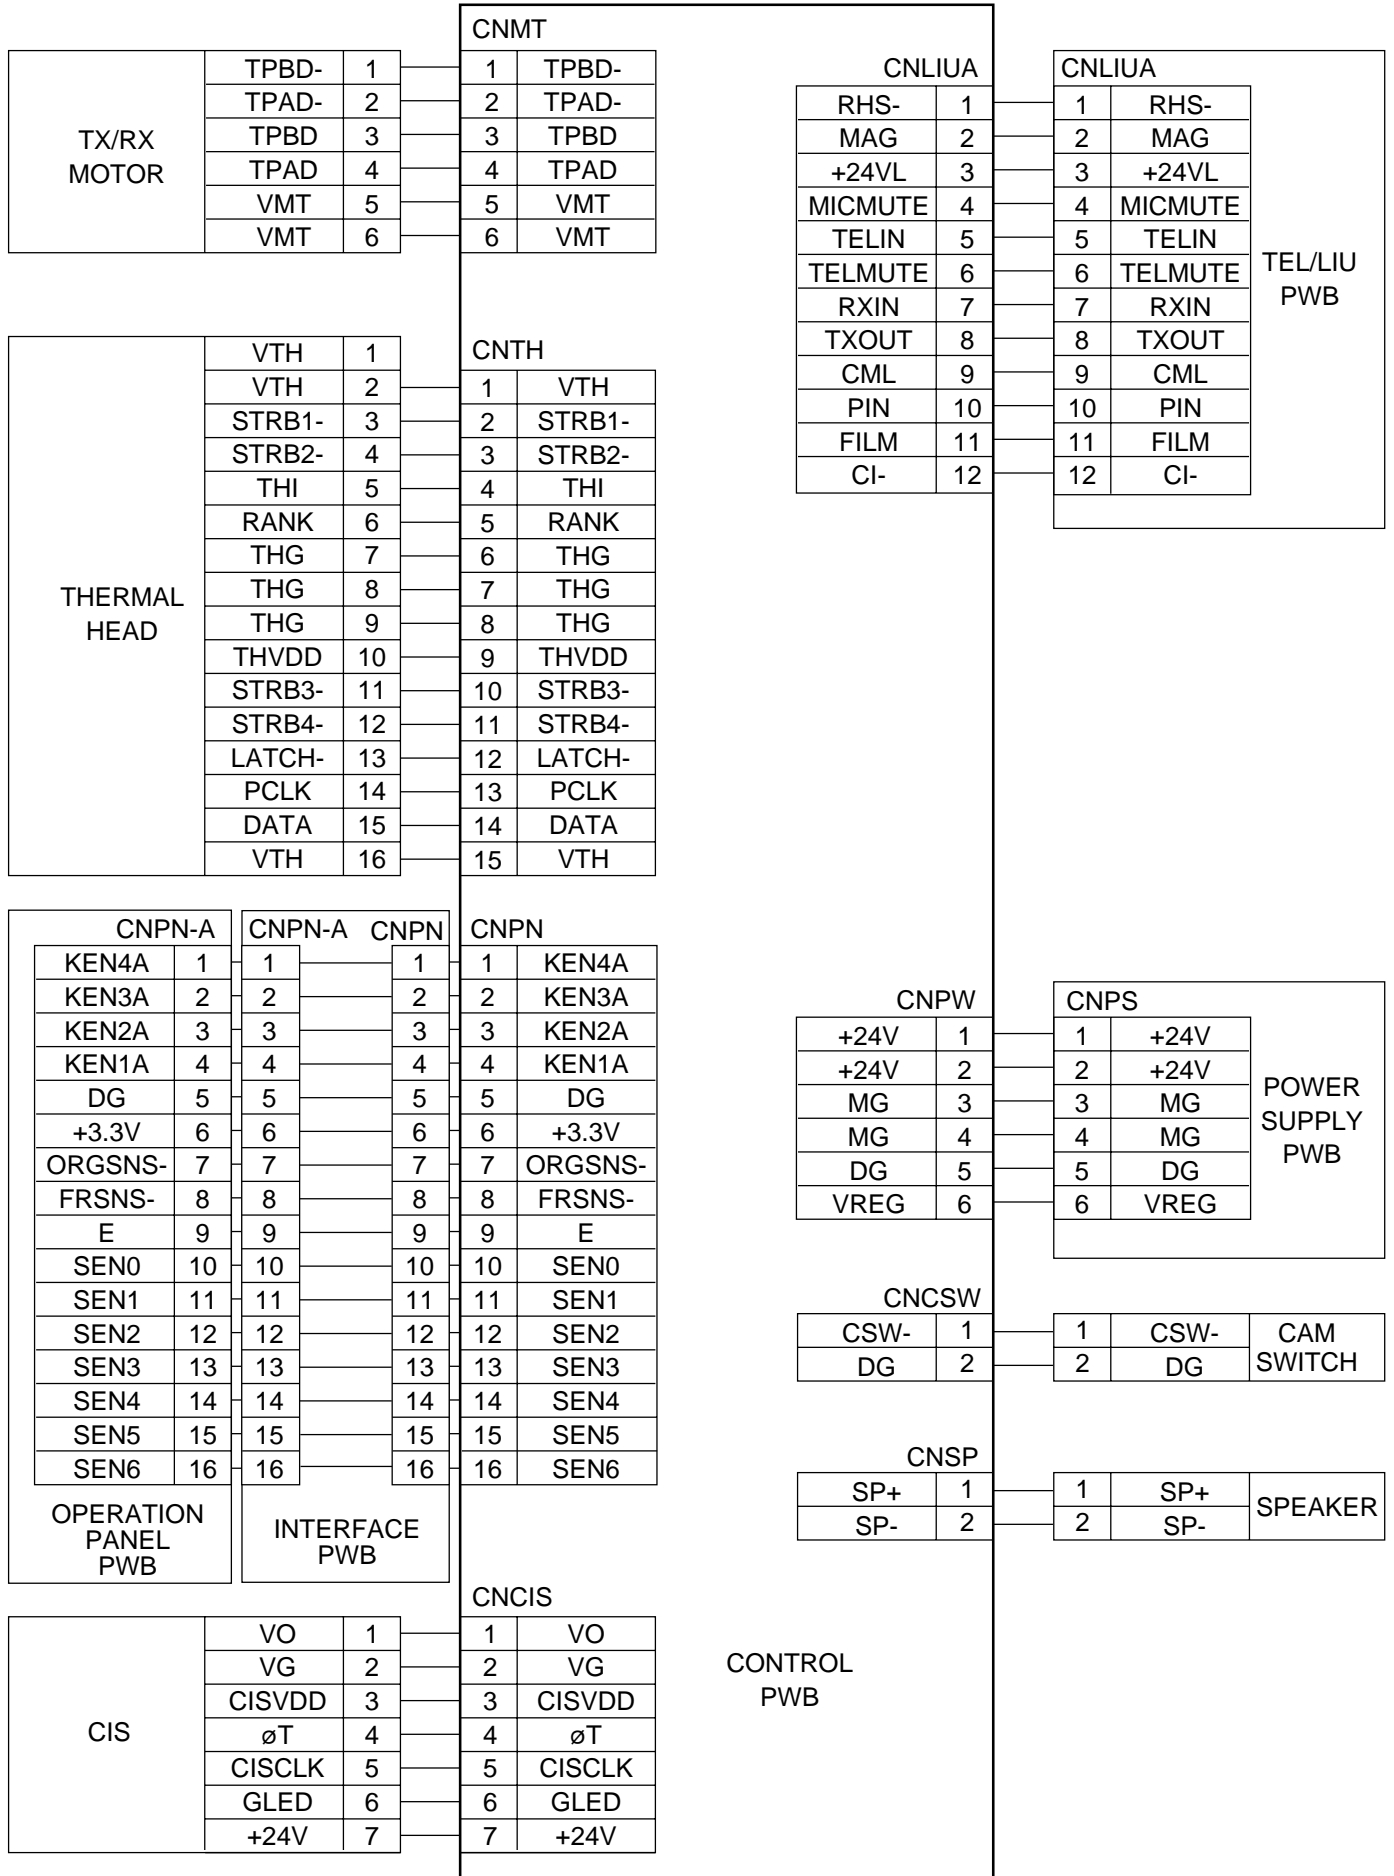 CNMT
TX/RX
MOTOR
TPBD- 1 1 TPBD-
TPAD- 2 2 TPAD-
TPBD 3 3 TPBD
TPAD 4 4 TPAD
VMT 5 5 VMT
VMT 6 6 VMT
CNTH
THERMAL
HEAD
VTH 1
VTH 2 1 VTH
STRB1- 3 2 STRB1-
STRB2- 4 3 STRB2-
THI 5 4 THI
RANK 6 5 RANK
THG 7 6 THG
THG 8 7 THG
THG 9 8 THG
THVDD 10 9 THVDD
STRB3- 11 10 STRB3-
STRB4- 12 11 STRB4-
LATCH- 13 12 LATCH-
PCLK 14 13 PCLK
DATA 15 14 DATA
VTH 16 15 VTH
CNPN-A CNPN-A CNPN CNPN
KEN4A 1 1 1 1 KEN4A
KEN3A 2 2 2 2 KEN3A
KEN2A 3 3 3 3 KEN2A
KEN1A 4 4 4 4 KEN1A
DG 5 5 5 5 DG
+3.3V 6 6 6 6 +3.3V
ORGSNS- 7 7 7 7 ORGSNS-
FRSNS- 8 8 8 8 FRSNS-
E 9 9 9 9 E
SEN0 10 10 10 10 SEN0
SEN1 11 11 11 11 SEN1
SEN2 12 12 12 12 SEN2
SEN3 13 13 13 13 SEN3
SEN4 14 14 14 14 SEN4
SEN5 15 15 15 15 SEN5
SEN6 16 16 16 16 SEN6
OPERATION
PANEL
PWB
INTERFACE
PWB
CNCIS
CIS
VO 1 1 VO
VG 2 2 VG
CISVDD 3 3 CISVDD
øT 4 4 øT
CISCLK 5 5 CISCLK
GLED 6 6 GLED
+24V 7 7 +24V
CONTROL
PWB
CNLIUA CNLIUA
RHS- 1 1 RHS-
MAG 2 2 MAG
+24VL 3 3 +24VL
MICMUTE 4 4 MICMUTE
TELIN 5 5 TELIN
TELMUTE 6 6 TELMUTE
RXIN 7 7 RXIN
TXOUT 8 8 TXOUT
CML 9 9 CML
PIN 10 10 PIN
FILM 11 11 FILM
CI- 12 12 CI-
TEL/LIU
PWB
CNPW CNPS
+24V 1 1 +24V
+24V 2 2 +24V
MG 3 3 MG
MG 4 4 MG
DG 5 5 DG
VREG 6 6 VREG
POWER
SUPPLY
PWB
CNCSW
CSW- 1 1 CSW-
DG 2 2 DG
CAM
SWITCH
CNSP
SP+ 1 1 SP+
SP- 2 2 SP-
SPEAKER